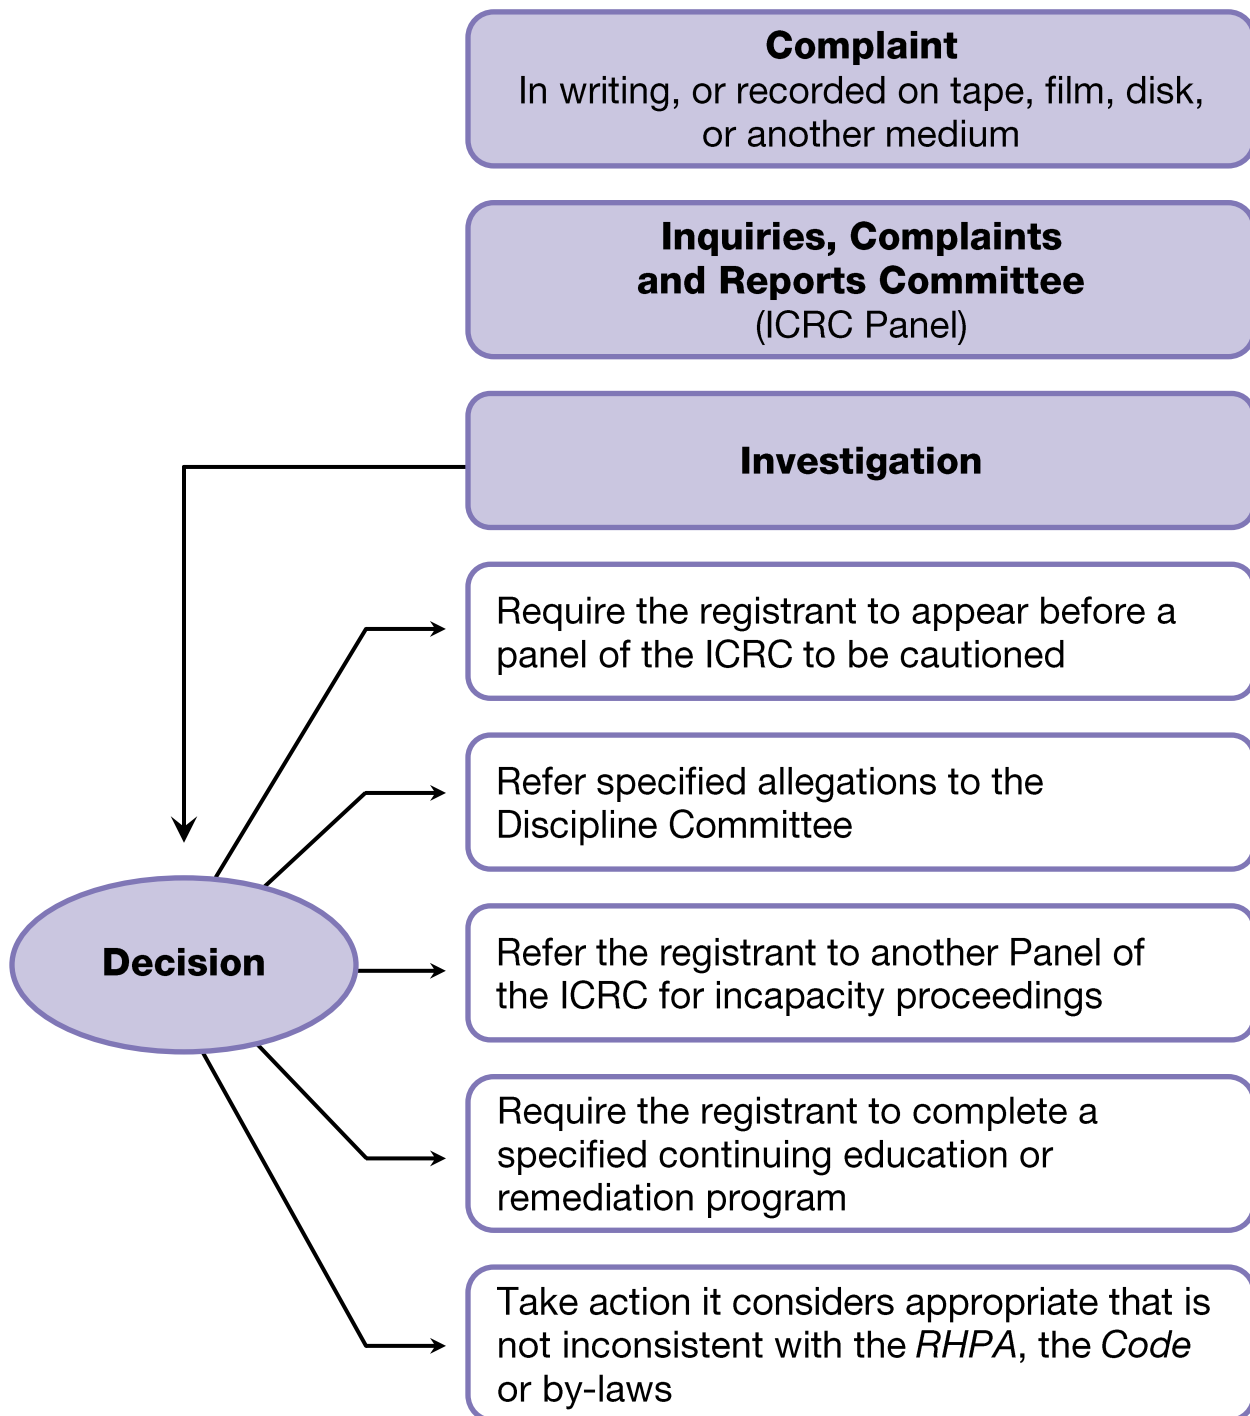 Complaint
In writing, or recorded on tape, film, disk,
or another medium
Inquiries, Complaints
and Reports Committee
(ICRC Panel)
Investigation
Require the registrant to appear before a
panel of the ICRC to be cautioned
Refer specified allegations to the
Discipline Committee
Decision
Refer the registrant to another Panel of
the ICRC for incapacity proceedings
Require the registrant to complete a
specified continuing education or
remediation program
Take action it considers appropriate that is
not inconsistent with the RHPA, the Code
or by-laws